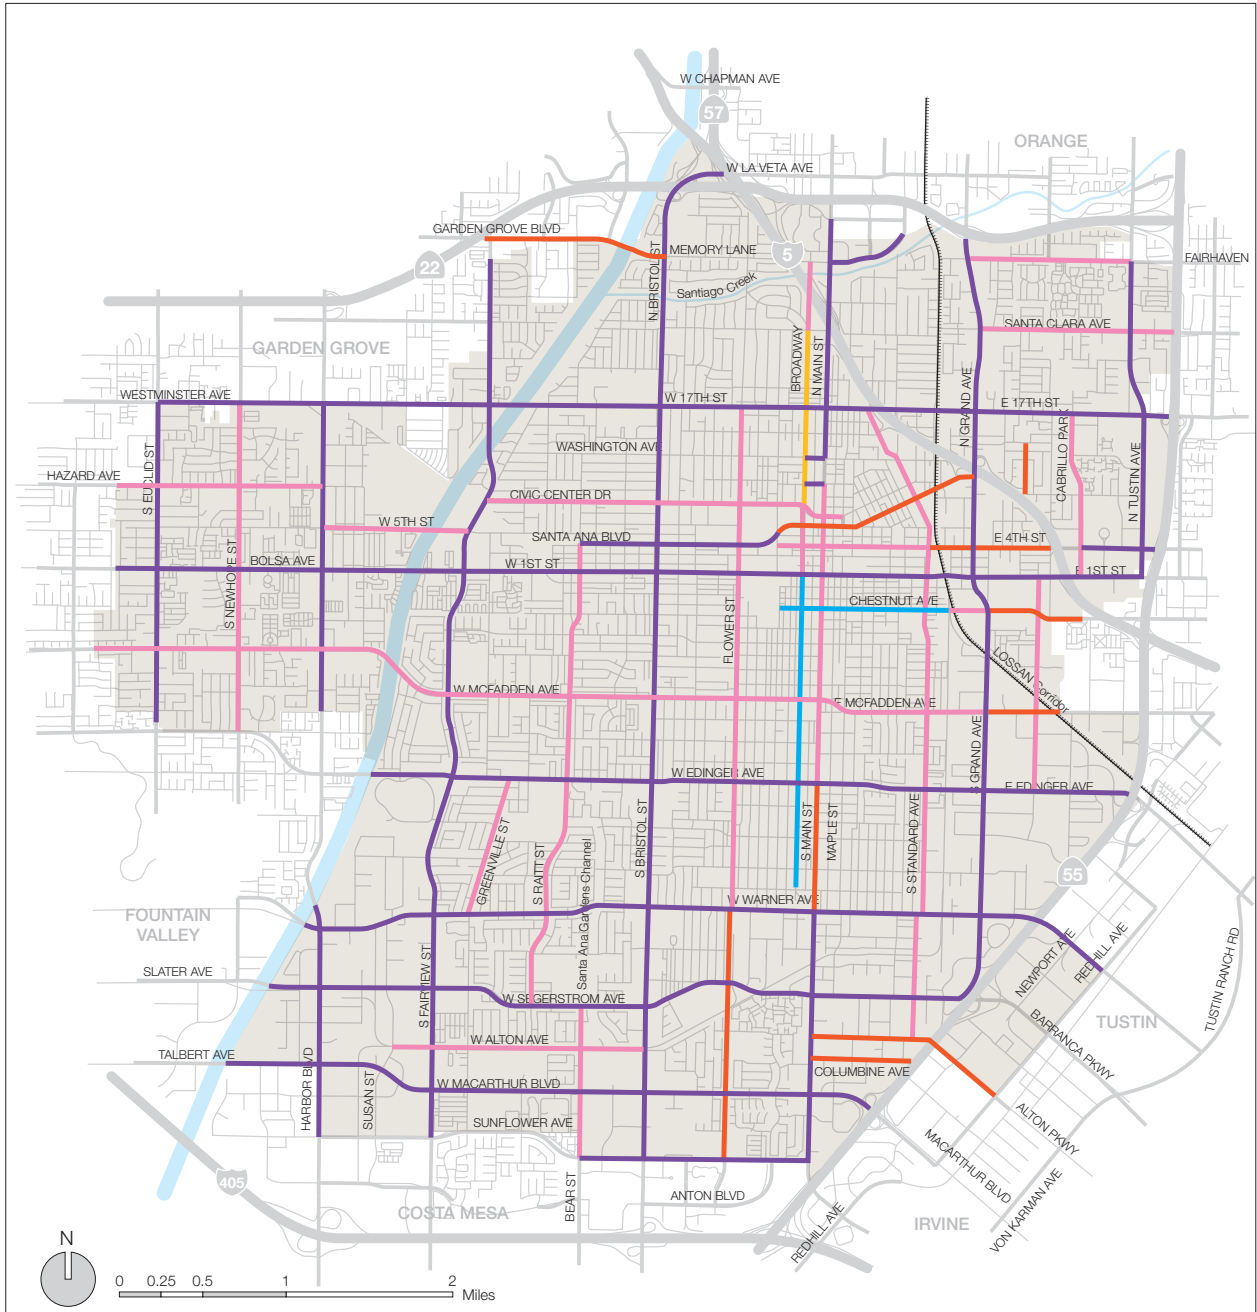 W CHAPMAN AVE
57
ORANGE
W LA VETA AVE
GARDEN GROVE BLVD
MEMORY LANE
5
22
FAIRHAVEN
N BRISTOL ST
Santiago Creek
SANTA CLARA AVE
GARDEN GROVE
BROADWAY
N MAIN ST
N GRAND AVE
WESTMINSTER AVE
W 17TH ST
E 17TH ST
CABRILLO PARK
WASHINGTON AVE
S EUCLID ST
HAZARD AVE
N TUSTIN AVE
CIVIC CENTER DR
W 5TH ST
SANTA ANA BLVD
E 4TH ST
BOLSA AVE
W 1ST ST
E 1ST ST
S NEWHOPE ST
FLOWER ST
CHESTNUT AVE
LOSSAN Corridor
W MCFADDEN AVE
E MCFADDEN AVE
S GRAND AVE
W EDINGER AVE
E EDINGER AVE
S BRISTOL ST
S MAIN ST
MAPLE ST
S STANDARD AVE
GREENVILLE ST
S RAITT ST
Santa Ana Gardens Channel
55
W WARNER AVE
FOUNTAIN
VALLEY
NEWPORT AVE
REDHILL AVE
TUSTIN RANCH RD
SLATER AVE
S FAIRVIEW ST
W SEGERSTROM AVE
BARRANCA PKWY
TUSTIN
W ALTON AVE
TALBERT AVE
HARBOR BLVD
SUSAN ST
W MACARTHUR BLVD
COLUMBINE AVE
SUNFLOWER AVE
ALTON PKWY
MACARTHUR BLVD
405
BEAR ST
ANTON BLVD
COSTA MESA
REDHILL AVE
IRVINE
VON KARMAN AVE
N
0 0.25 0.5 1 2
Miles